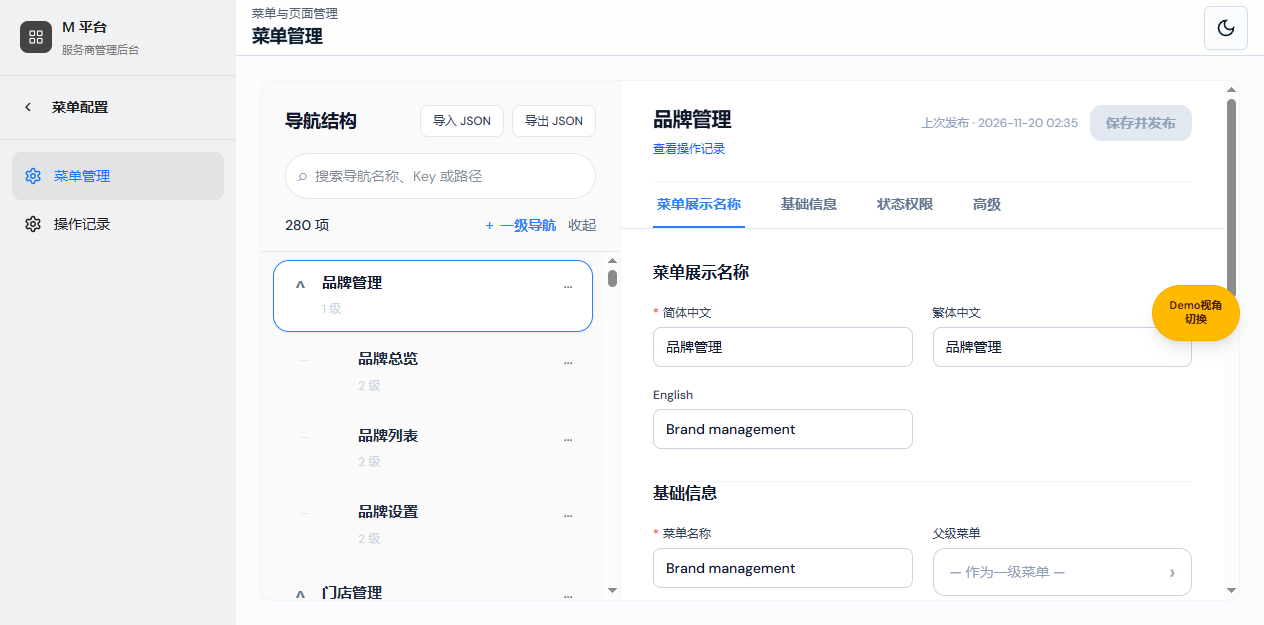 M 平台
服务商管理后台
菜单配置
菜单管理
操作记录
菜单与页面管理
菜单管理
导航结构
导入 JSON
导出 JSON
搜索导航名称、Key 或路径
280 项
+ 一级导航
收起
品牌管理
...
1 级
品牌总览
...
2 级
品牌列表
...
2 级
品牌设置
...
2 级
门店管理
...
品牌管理
上次发布 · 2026-11-20 02:35
保存并发布
查看操作记录
菜单展示名称
基础信息
状态权限
高级
菜单展示名称
* 简体中文
繁体中文
品牌管理
品牌管理
English
Brand management
Demo视角
切换
基础信息
* 菜单名称
父级菜单
Brand management
— 作为一级菜单 —